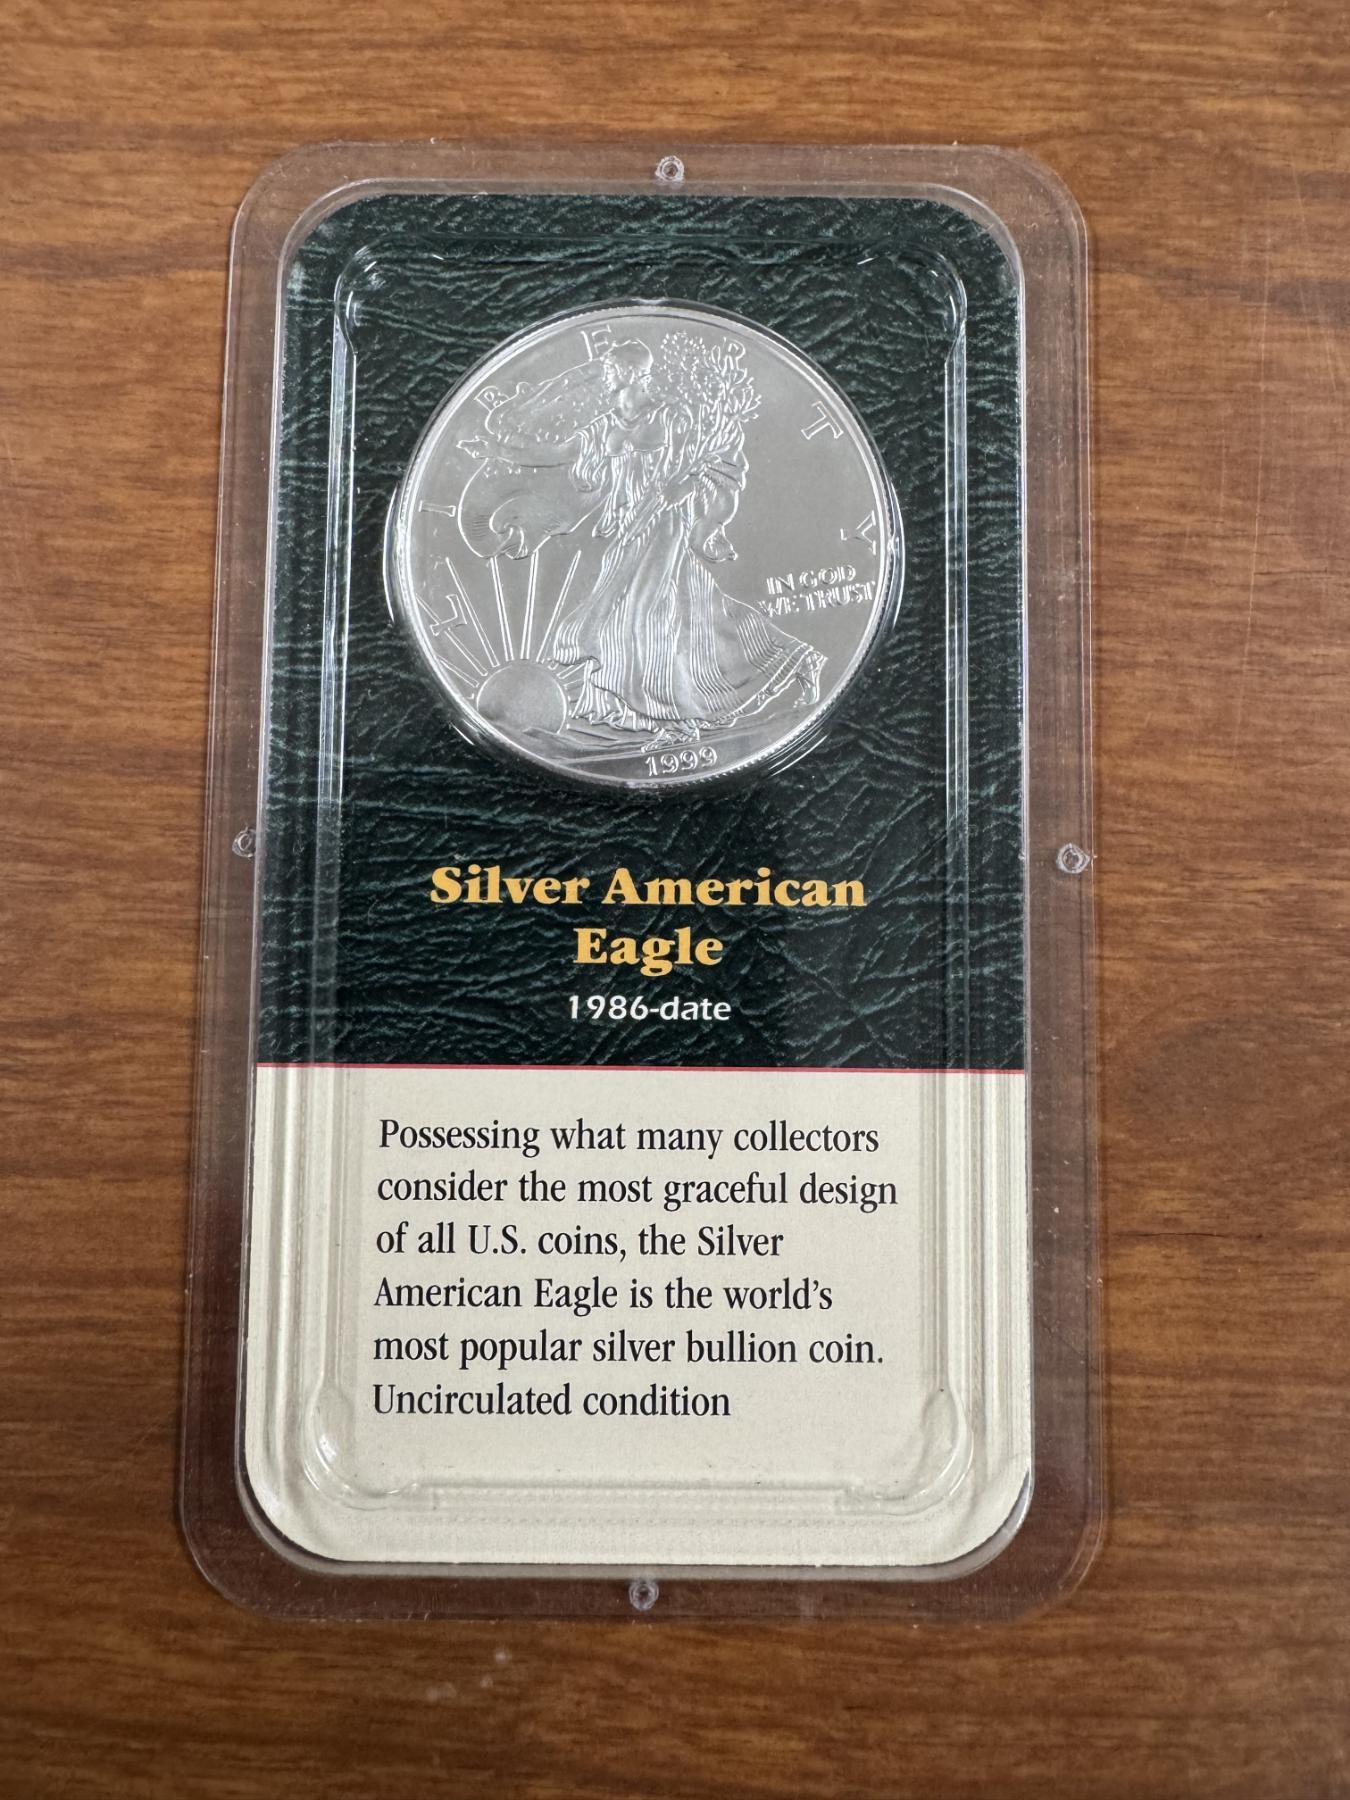 LIBERTY
IN GOD
WE TRUST
1999
Silver American
Eagle
1986-date
Possessing what many collectors
consider the most graceful design
of all U.S. coins, the Silver
American Eagle is the world's
most popular silver bullion coin.
Uncirculated condition